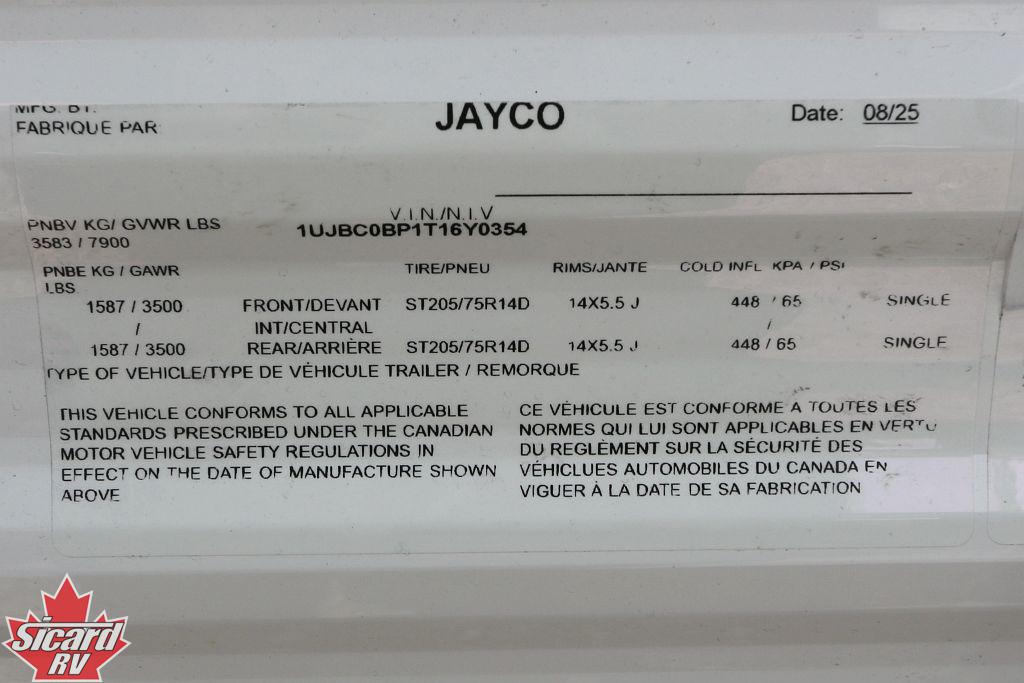 MFG. BY:
FABRIQUE PAR
JAYCO
Date: 08/25
PNBV KG/ GVWR LBS
3583 / 7900
V.I.N./N.I.V
1UJBC0BP1T16Y0354
PNBE KG / GAWR LBS TIRE/PNEU RIMS/JANTE COLD INFL KPA / PSI
1587 / 3500 FRONT/DEVANT ST205/75R14D 14X5.5 J 448 / 65 SINGLE
/ INT/CENTRAL /
1587 / 3500 REAR/ARRIÈRE ST205/75R14D 14X5.5 J 448 / 65 SINGLE
TYPE OF VEHICLE/TYPE DE VÉHICULE TRAILER / REMORQUE
THIS VEHICLE CONFORMS TO ALL APPLICABLE
STANDARDS PRESCRIBED UNDER THE CANADIAN
MOTOR VEHICLE SAFETY REGULATIONS IN
EFFECT ON THE DATE OF MANUFACTURE SHOWN
ABOVE
CE VÉHICULE EST CONFORME A TOUTES LES
NORMES QUI LUI SONT APPLICABLES EN VERTU
DU REGLÈMENT SUR LA SÉCURITÉ DES
VÉHICLUES AUTOMOBILES DU CANADA EN
VIGUER À LA DATE DE SA FABRICATION
Sicard
RV